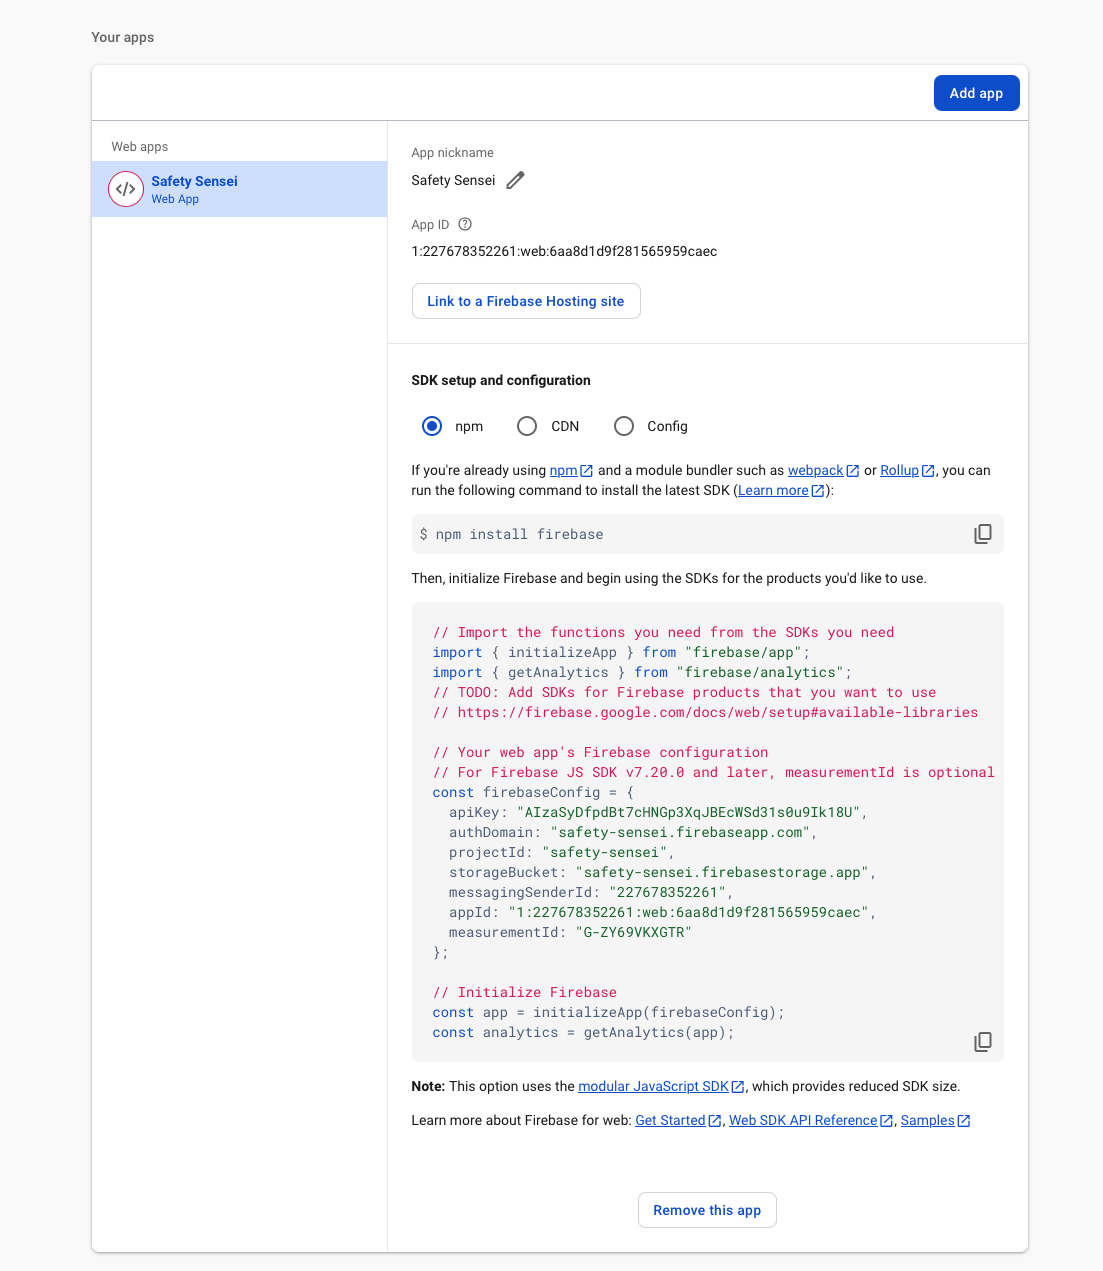 Your apps
Add app
Web apps
Safety Sensei
Web App
App nickname
Safety Sensei
App ID
1:227678352261:web:6aa8d1d9f281565959caec
Link to a Firebase Hosting site
SDK setup and configuration
npm CDN Config
If you're already using npm and a module bundler such as webpack or Rollup, you can
run the following command to install the latest SDK (Learn more):
$ npm install firebase
Then, initialize Firebase and begin using the SDKs for the products you'd like to use.
// Import the functions you need from the SDKs you need
import { initializeApp } from "firebase/app";
import { getAnalytics } from "firebase/analytics";
// TODO: Add SDKs for Firebase products that you want to use
// https://firebase.google.com/docs/web/setup#available-libraries
// Your web app's Firebase configuration
// For Firebase JS SDK v7.20.0 and later, measurementId is optional
const firebaseConfig = {
  apiKey: "AIzaSyDfpdBt7cHNGp3XqJBEcWSd31s0u9Ik18U",
  authDomain: "safety-sensei.firebaseapp.com",
  projectId: "safety-sensei",
  storageBucket: "safety-sensei.firebasestorage.app",
  messagingSenderId: "227678352261",
  appId: "1:227678352261:web:6aa8d1d9f281565959caec",
  measurementId: "G-ZY69VKXGTR"
};
// Initialize Firebase
const app = initializeApp(firebaseConfig);
const analytics = getAnalytics(app);
Note: This option uses the modular JavaScript SDK, which provides reduced SDK size.
Learn more about Firebase for web: Get Started, Web SDK API Reference, Samples
Remove this app